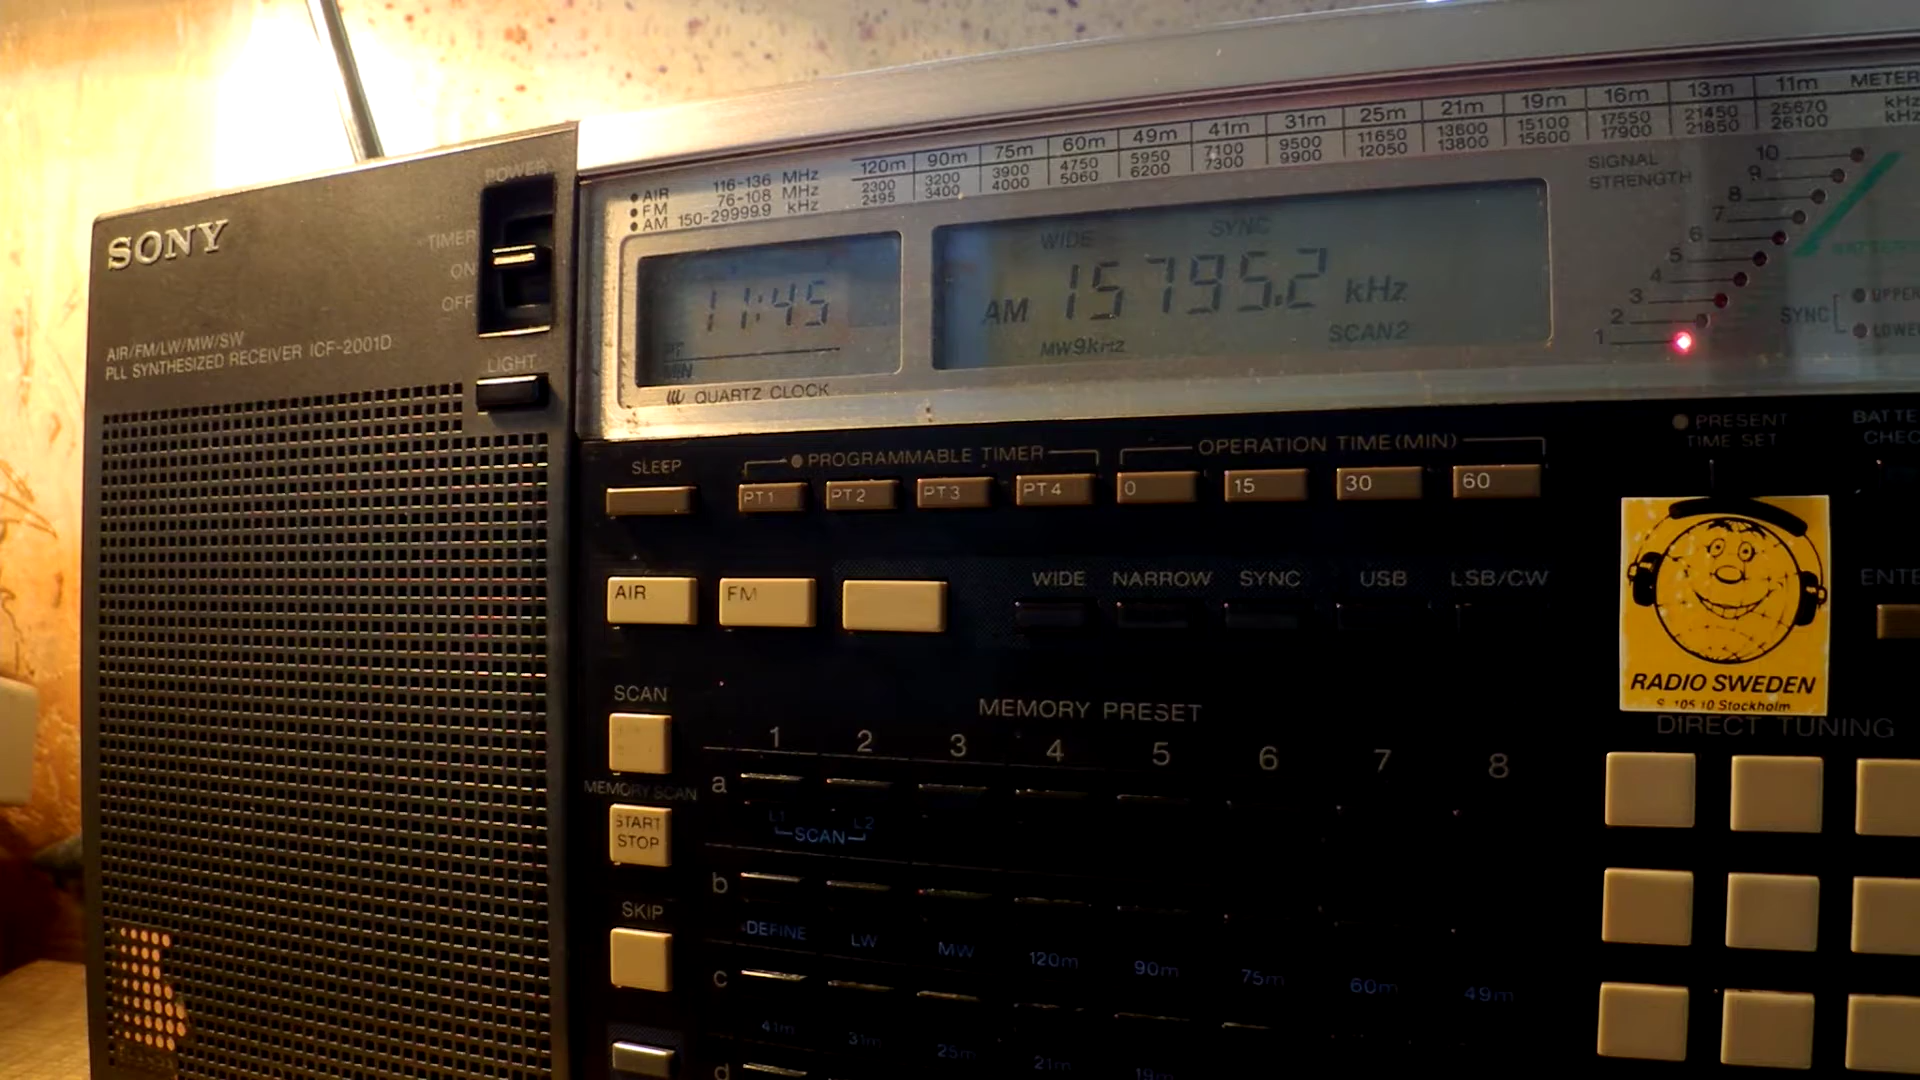 SONY
AIR/FM/LW/MW/SW
PLL SYNTHESIZED RECEIVER ICF-2001D
POWER
TIMER
ON
OFF
LIGHT
AIR 116-136 MHz
FM 76-108 MHz
AM 150-29999.9 kHz
120m 90m 75m 60m 49m 41m 31m 25m 21m 19m 16m 13m 11m METER
2300 3200 3900 4750 5950 7100 9500 11650 13600 15100 17550 21450 25670 kHz
2495 3400 4000 5060 6200 7300 9900 12050 13800 15600 17900 21850 26100 kHz
11:45
QUARTZ CLOCK
WIDE SYNC
AM 15795.2 kHz
MW9kHz SCAN2
SIGNAL
STRENGTH
10
9
8
7
6
5
4
3
2
1
SYNC
UPPER
LOWER
PRESENT
TIME SET
SLEEP
PROGRAMMABLE TIMER
OPERATION TIME(MIN)
PT1 PT2 PT3 PT4 0 15 30 60
AIR FM
WIDE NARROW SYNC USB LSB/CW
RADIO SWEDEN
S-105 10 Stockholm
DIRECT TUNING
SCAN
MEMORY PRESET
1 2 3 4 5 6 7 8
MEMORY SCAN
START
STOP
SKIP
a
L1 SCAN L2
b
DEFINE LW MW 120m 90m 75m 60m 49m
c
41m 31m 25m 21m 19m
d